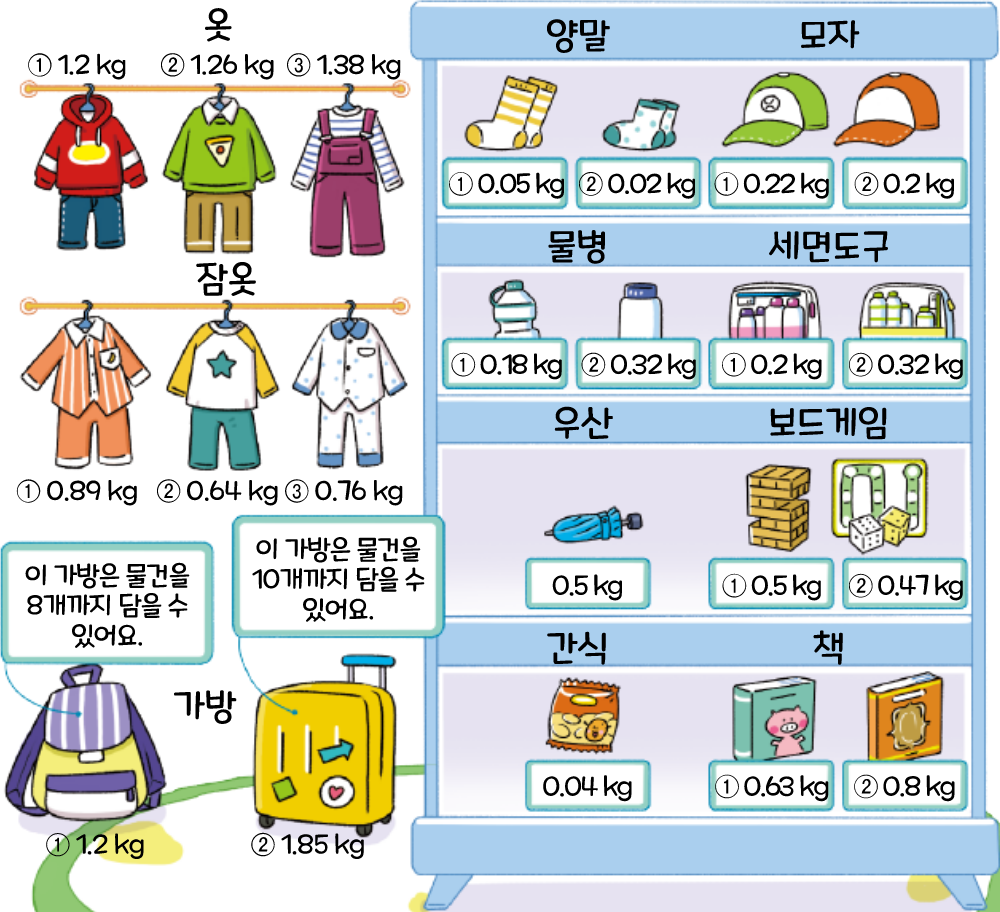 옷
① 1.2 kg ② 1.26 kg ③ 1.38 kg
잠옷
① 0.89 kg ② 0.64 kg ③ 0.76 kg
이 가방은 물건을
8개까지 담을 수
있어요.
이 가방은 물건을
10개까지 담을 수
있어요.
가방
① 1.2 kg
② 1.85 kg
양말 모자
① 0.05 kg ② 0.02 kg ① 0.22 kg ② 0.2 kg
물병 세면도구
① 0.18 kg ② 0.32 kg ① 0.2 kg ② 0.32 kg
우산 보드게임
0.5 kg ① 0.5 kg ② 0.47 kg
간식 책
0.04 kg ① 0.63 kg ② 0.8 kg